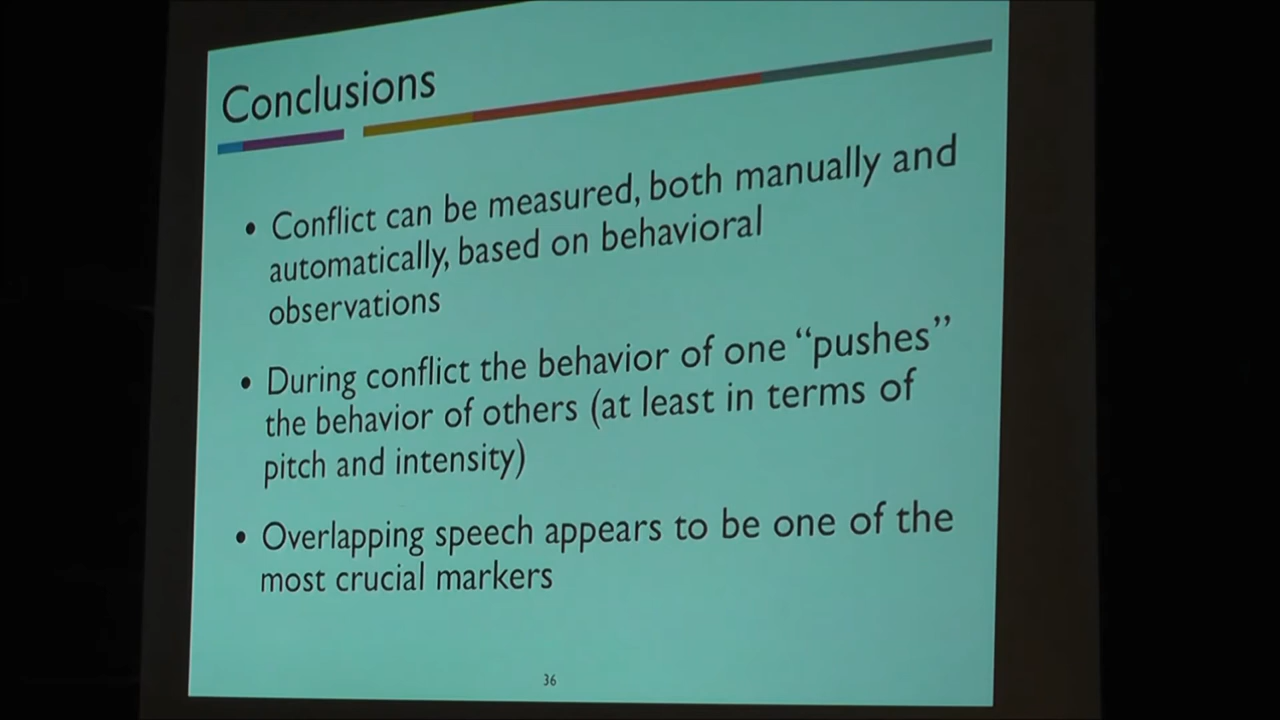 Conclusions
• Conflict can be measured, both manually and
automatically, based on behavioral
observations
• During conflict the behavior of one “pushes”
the behavior of others (at least in terms of
pitch and intensity)
• Overlapping speech appears to be one of the
most crucial markers
36